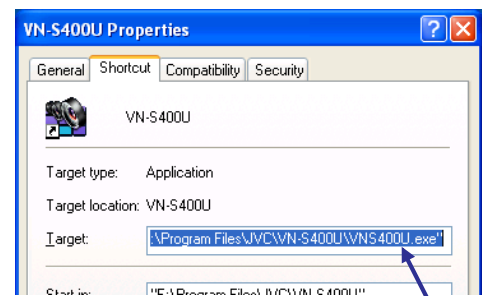 VN-S400U Properties
General Shortcut Compatibility Security
VN-S400U
Target type: Application
Target location: VN-S400U
Target: :\Program Files\JVC\VN-S400U\VNS400U.exe"
Start in: "F:\Program Files\JVC\VN-S400U"